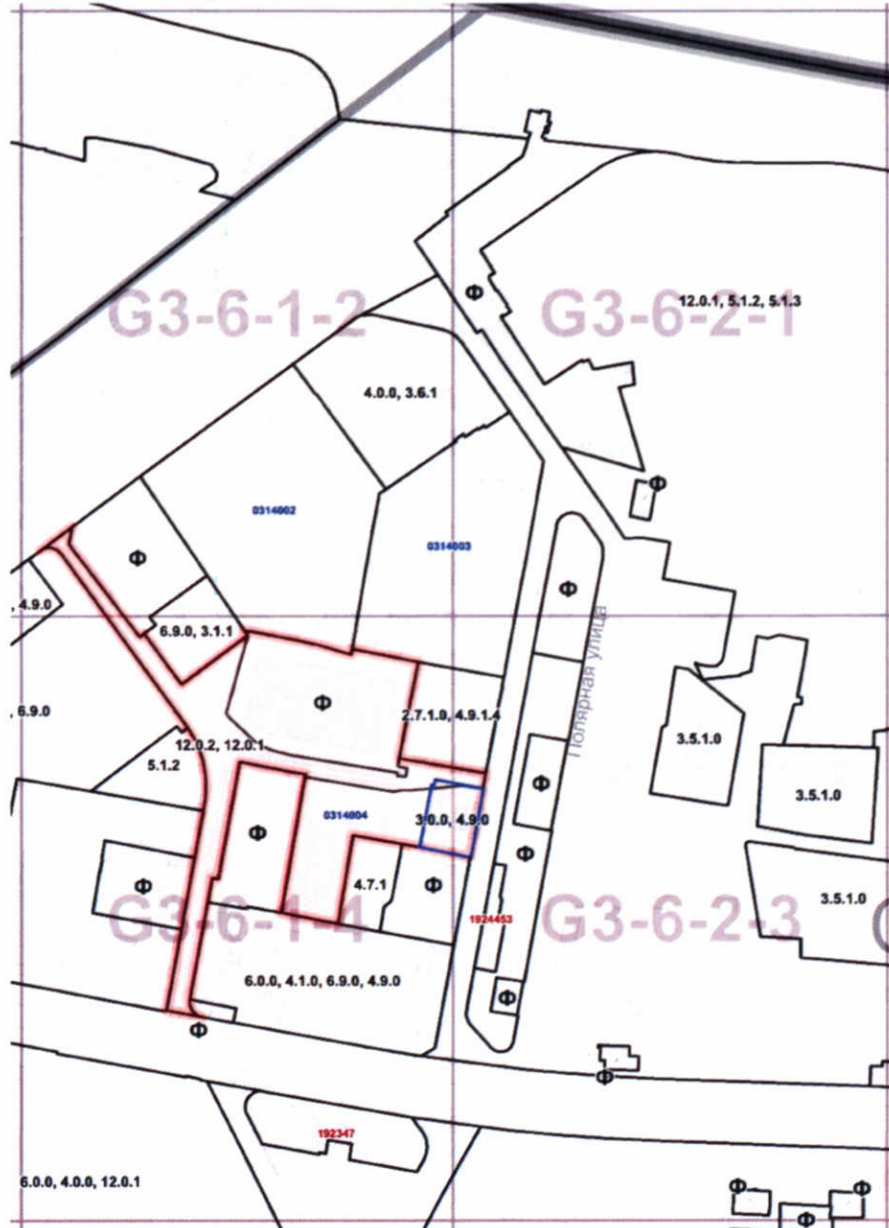 G3-6-1-2
G3-6-2-1
Ф
12.0.1, 5.1.2, 5.1.3
4.0.0, 3.6.1
Ф
0314002
0314003
Ф
Ф
, 4.9.0
6.9.0, 3.1.1
Полярная улица
Ф
, 6.9.0
2.7.1.0, 4.9.1.4
12.0.2, 12.0.1
3.5.1.0
5.1.2
Ф
3.5.1.0
0314004
3.0.0, 4.9.0
Ф
Ф
4.7.1
Ф
Ф
3.5.1.0
G3-6-1-4
1924453
G3-6-2-3
6.0.0, 4.1.0, 6.9.0, 4.9.0
Ф
Ф
Ф
192347
6.0.0, 4.0.0, 12.0.1
Ф
Ф
Ф